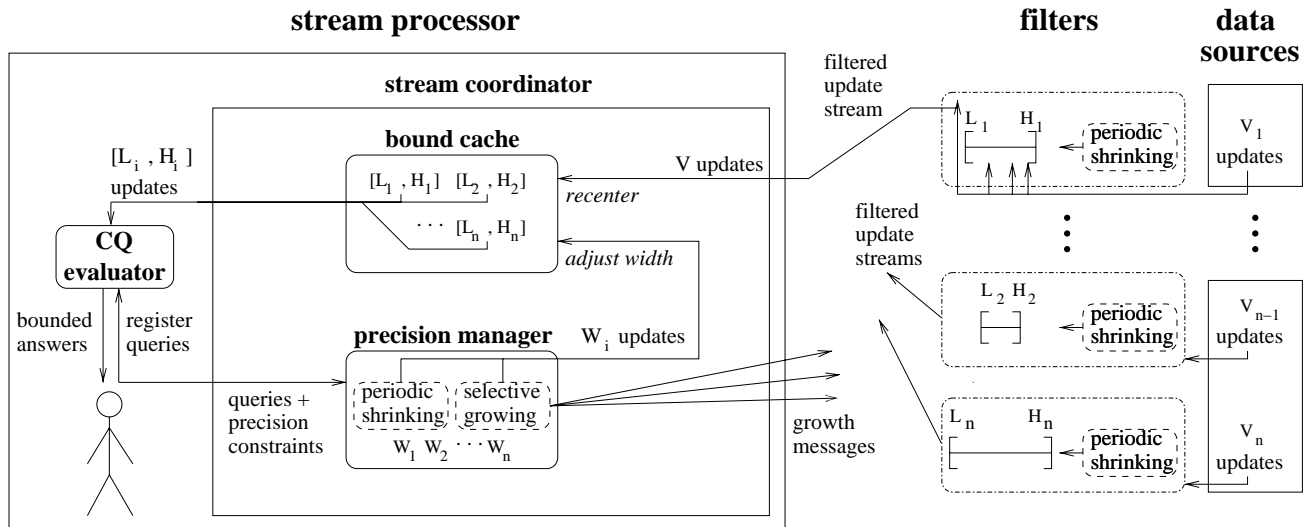 stream processor
filters
data
sources
stream coordinator
bound cache
[L_i , H_i ]
updates
[L_1 , H_1] [L_2 , H_2]
· · · [L_n , H_n]
CQ
evaluator
bounded
answers
register
queries
V updates
recenter
adjust width
precision manager
W_i updates
periodic
shrinking
selective
growing
W_1 W_2 · · · W_n
queries +
precision
constraints
growth
messages
filtered
update
stream
L_1 H_1
periodic
shrinking
V_1
updates
filtered
update
streams
L_2 H_2
periodic
shrinking
V_{n−1}
updates
L_n H_n
periodic
shrinking
V_n
updates